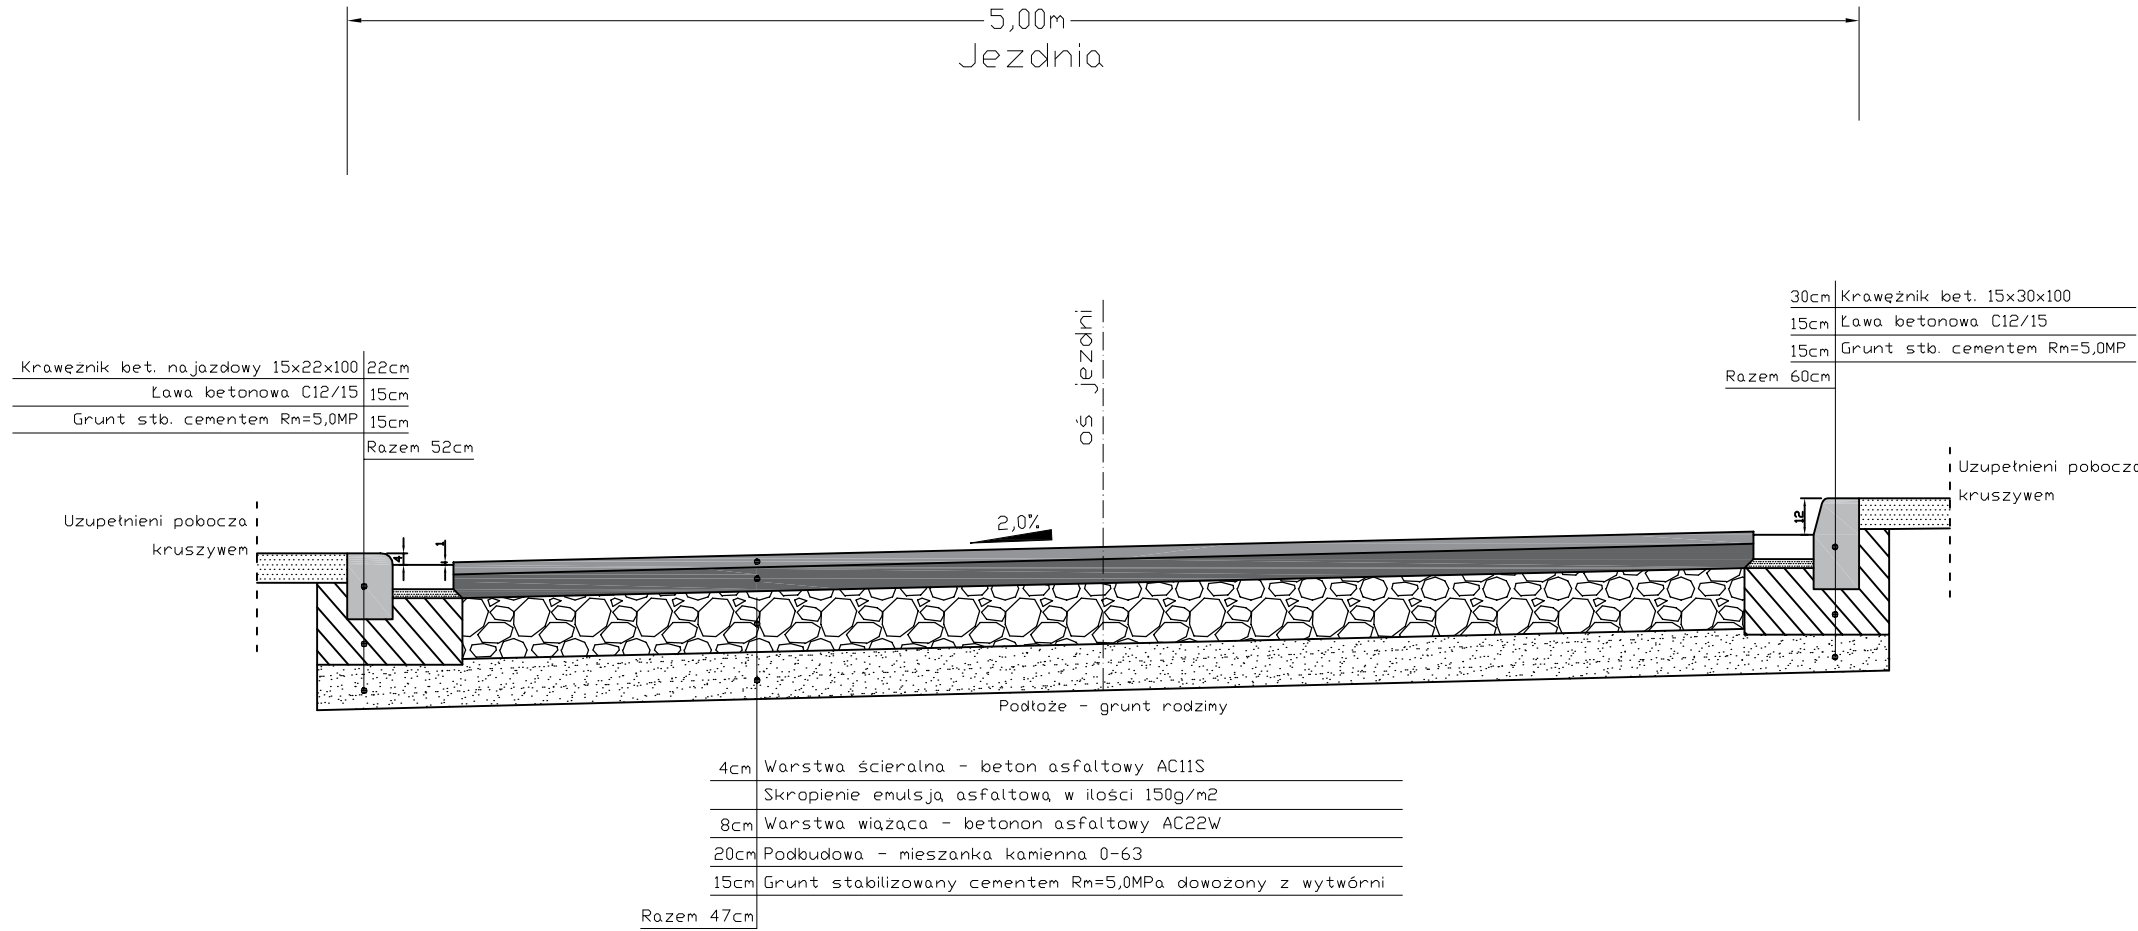 5,00m
Jezdnia
30cm Krawężnik bet. 15x30x100
15cm Ława betonowa C12/15
15cm Grunt stb. cementem Rm=5,0MP
Razem 60cm
Krawężnik bet. najazdowy 15x22x100 22cm
Ława betonowa C12/15 15cm
Grunt stb. cementem Rm=5,0MP 15cm
Razem 52cm
oś jezdni
Uzupełnieni pobocza
kruszywem
Uzupełnieni pobocza
kruszywem
2,0%
4
1
12
Podłoże - grunt rodzimy
4cm Warstwa ścieralna - beton asfaltowy AC11S
Skropienie emulsją asfaltową w ilości 150g/m2
8cm Warstwa wiążąca - betonon asfaltowy AC22W
20cm Podbudowa - mieszanka kamienna 0-63
15cm Grunt stabilizowany cementem Rm=5,0MPa dowożony z wytwórni
Razem 47cm